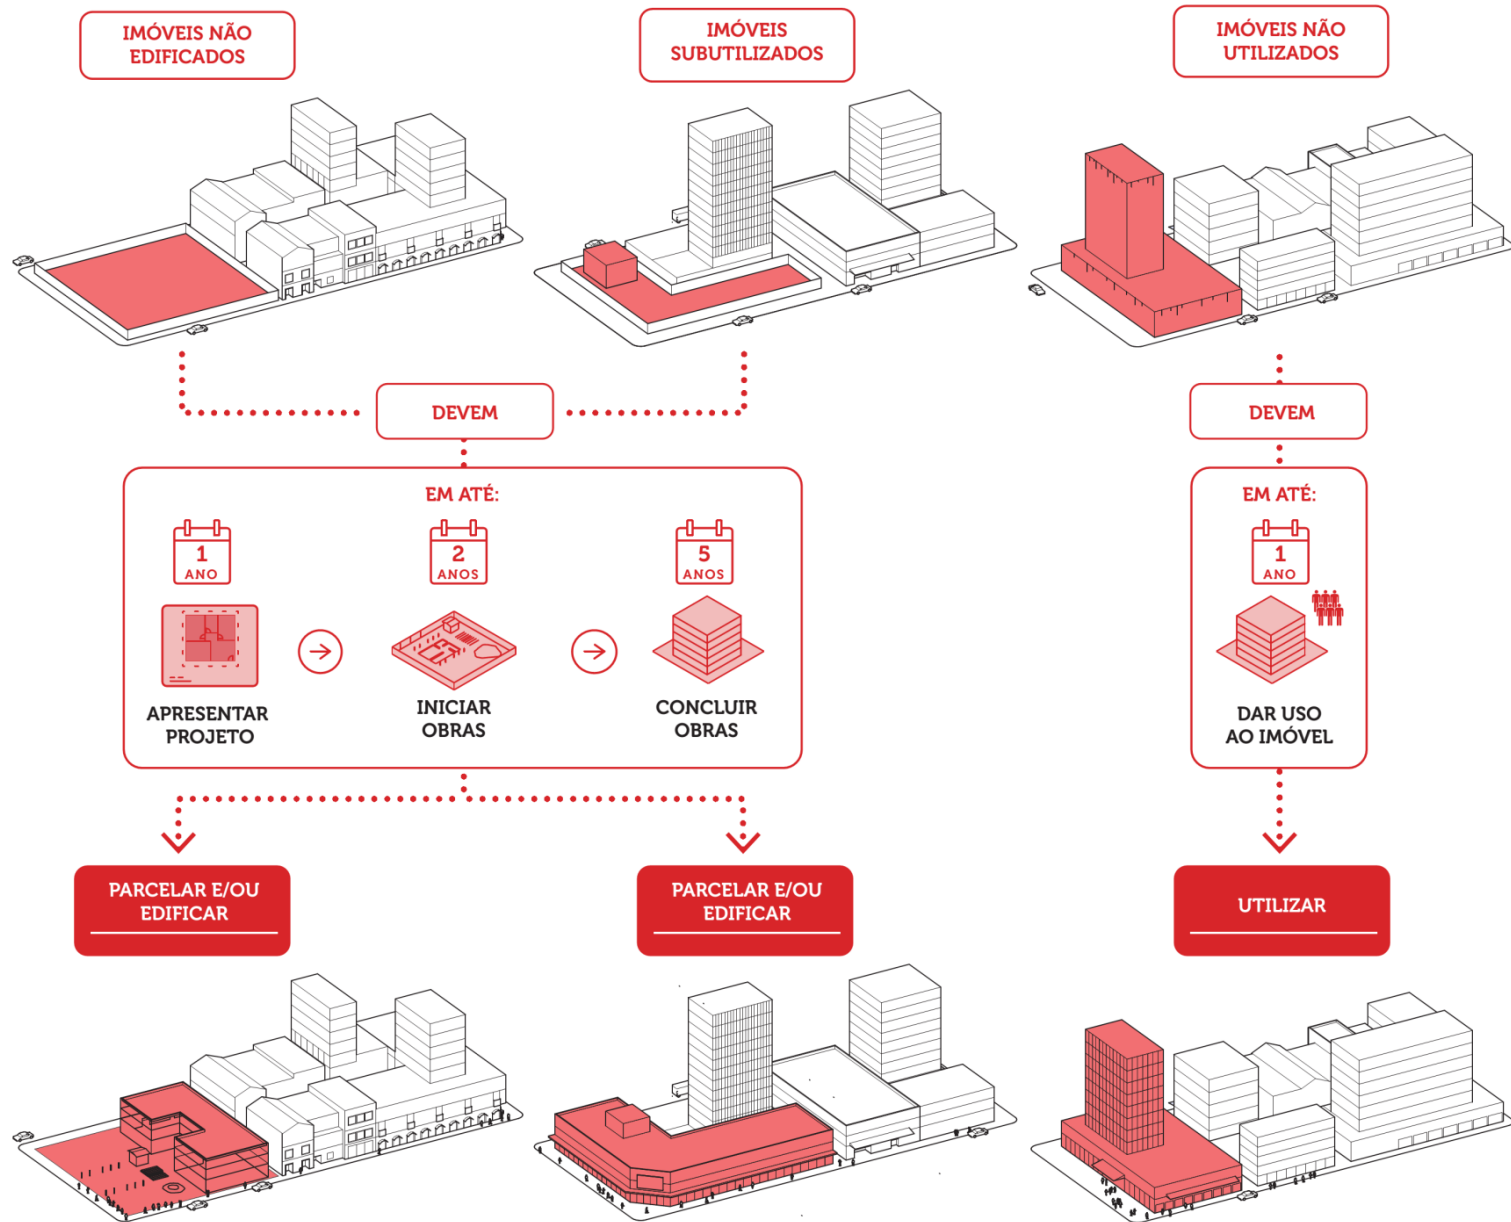 IMÓVEIS NÃO
EDIFICADOS
IMÓVEIS
SUBUTILIZADOS
IMÓVEIS NÃO
UTILIZADOS
DEVEM
DEVEM
EM ATÉ:
1
ANO
2
ANOS
5
ANOS
APRESENTAR
PROJETO
INICIAR
OBRAS
CONCLUIR
OBRAS
EM ATÉ:
1
ANO
DAR USO
AO IMÓVEL
PARCELAR E/OU
EDIFICAR
PARCELAR E/OU
EDIFICAR
UTILIZAR